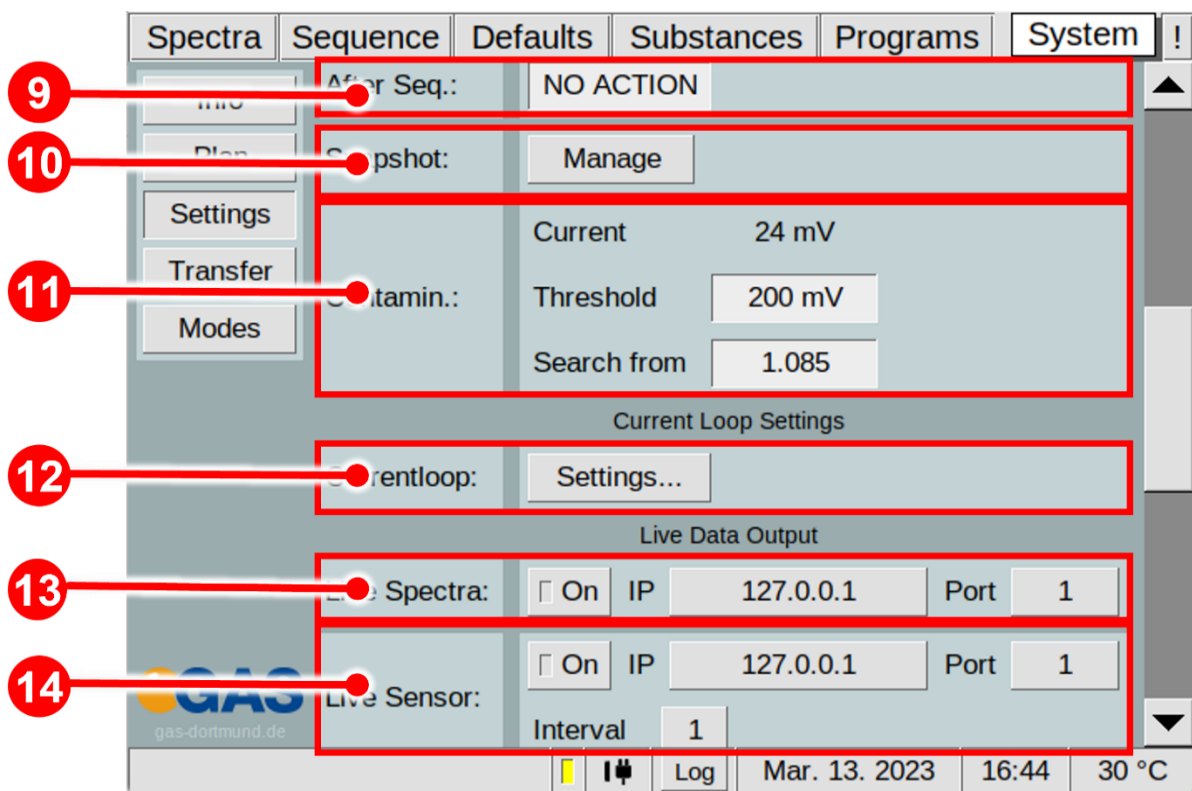 Spectra Sequence Defaults Substances Programs System !
9 After Seq.: NO ACTION
Info
10 Plan Snapshot: Manage
Settings
Current 24 mV
Transfer
11 Contamin.: Threshold 200 mV
Modes
Search from 1.085
Current Loop Settings
12 Currentloop: Settings...
Live Data Output
13 Live Spectra: On IP 127.0.0.1 Port 1
On IP 127.0.0.1 Port 1
14 GAS Live Sensor:
gas-dortmund.de
Interval 1
Log Mar. 13. 2023 16:44 30 °C